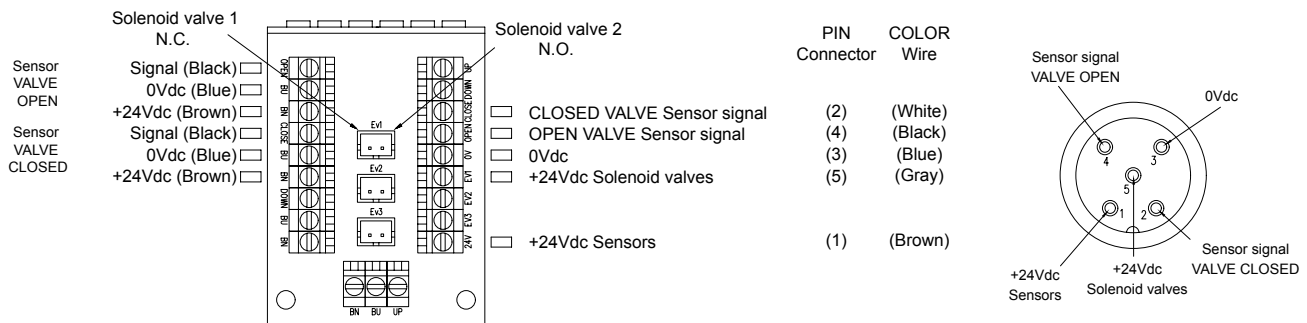 Solenoid valve 1
N.C.
Solenoid valve 2
N.O.
Sensor
VALVE
OPEN
Signal (Black)
0Vdc (Blue)
+24Vdc (Brown)
Sensor
VALVE
CLOSED
Signal (Black)
0Vdc (Blue)
+24Vdc (Brown)
OPEN
BU
BN
CLOSE
BU
BN
DOWN
BU
BN
Ev1
Ev2
Ev3
UP
DOWN
CLOSE
OPEN
0V
EV1
EV2
EV3
24V
BN BU UP
PIN COLOR
Connector Wire
CLOSED VALVE Sensor signal (2) (White)
OPEN VALVE Sensor signal (4) (Black)
0Vdc (3) (Blue)
+24Vdc Solenoid valves (5) (Gray)
+24Vdc Sensors (1) (Brown)
Sensor signal
VALVE OPEN
0Vdc
4 3
5
1 2
Sensor signal
VALVE CLOSED
+24Vdc
Sensors
+24Vdc
Solenoid valves